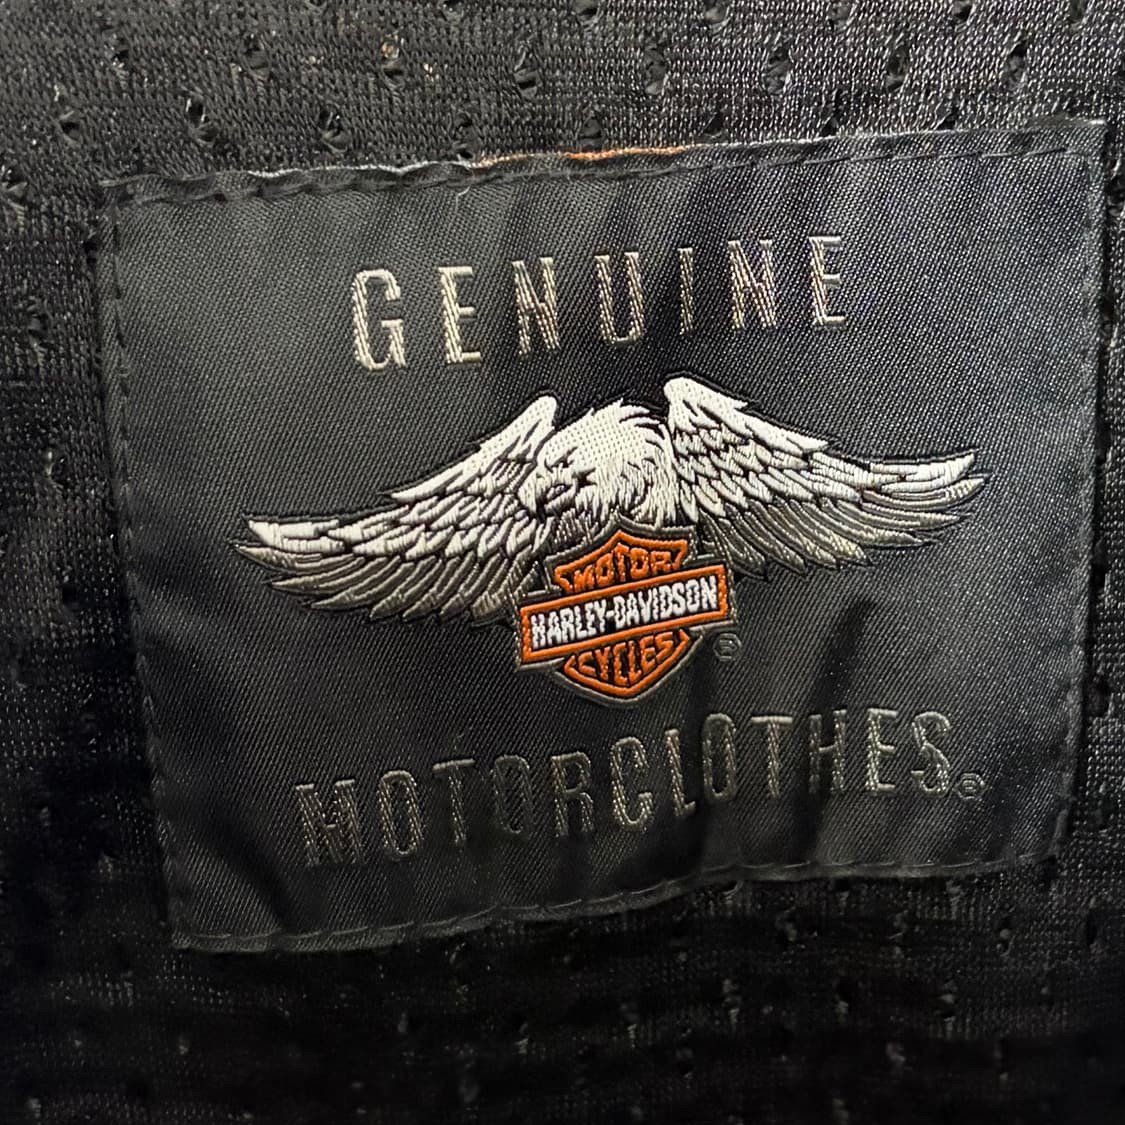 GENUINE
MOTOR
HARLEY-DAVIDSON
CYCLES
®
MOTORCLOTHES®